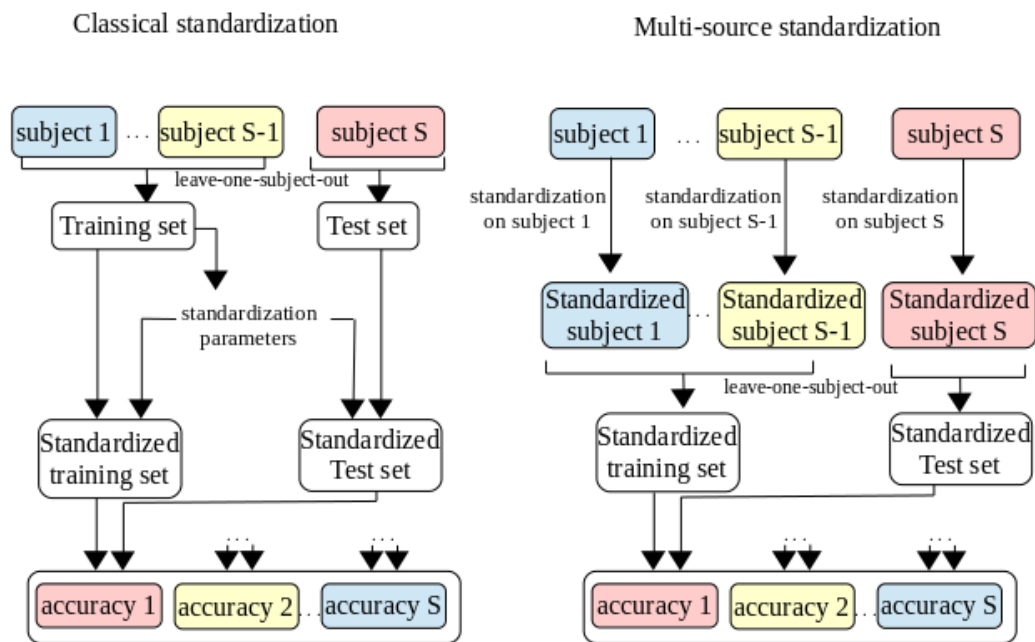 Classical standardization
subject 1 ... subject S-1 subject S
leave-one-subject-out
Training set
Test set
standardization
parameters
Standardized
training set
Standardized
Test set
... ...
accuracy 1 accuracy 2 ... accuracy S
Multi-source standardization
subject 1 ... subject S-1 subject S
standardization
on subject 1
standardization
on subject S-1
standardization
on subject S
Standardized
subject 1
...
Standardized
subject S-1
Standardized
subject S
leave-one-subject-out
Standardized
training set
Standardized
Test set
... ...
accuracy 1 accuracy 2 ... accuracy S